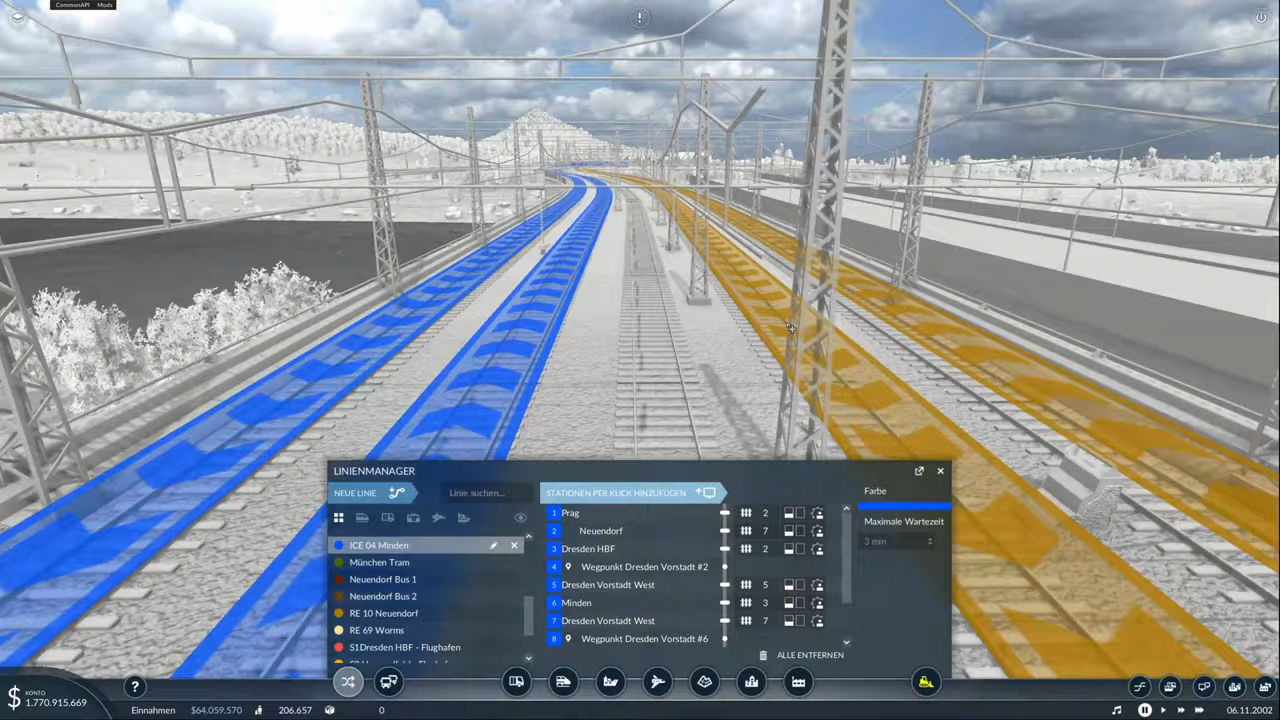 CommonAPI Mods
LINIENMANAGER
NEUE LINIE
Linie suchen...
STATIONEN PER KLICK HINZUFÜGEN
Farbe
Maximale Wartezeit
3 min
ICE 04 Minden
München Tram
Neuendorf Bus 1
Neuendorf Bus 2
RE 10 Neuendorf
RE 69 Worms
S1Dresden HBF - Flughafen
1 Prag 2
2 Neuendorf 7
3 Dresden HBF 2
4 Wegpunkt Dresden Vorstadt #2
5 Dresden Vorstadt West 5
6 Minden 3
7 Dresden Vorstadt West 7
8 Wegpunkt Dresden Vorstadt #6
ALLE ENTFERNEN
?
$ KONTO
1.770.915.669
Einnahmen $64.059.570 206.657 0
06.11.2002